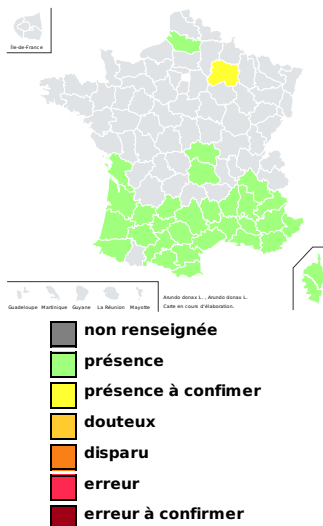 Île-de-France
Guadeloupe Martinique Guyane La Réunion Mayotte
Arundo donax L. , Arundo donax L.
Carte en cours d'élaboration.
non renseignée
présence
présence à confimer
douteux
disparu
erreur
erreur à confirmer